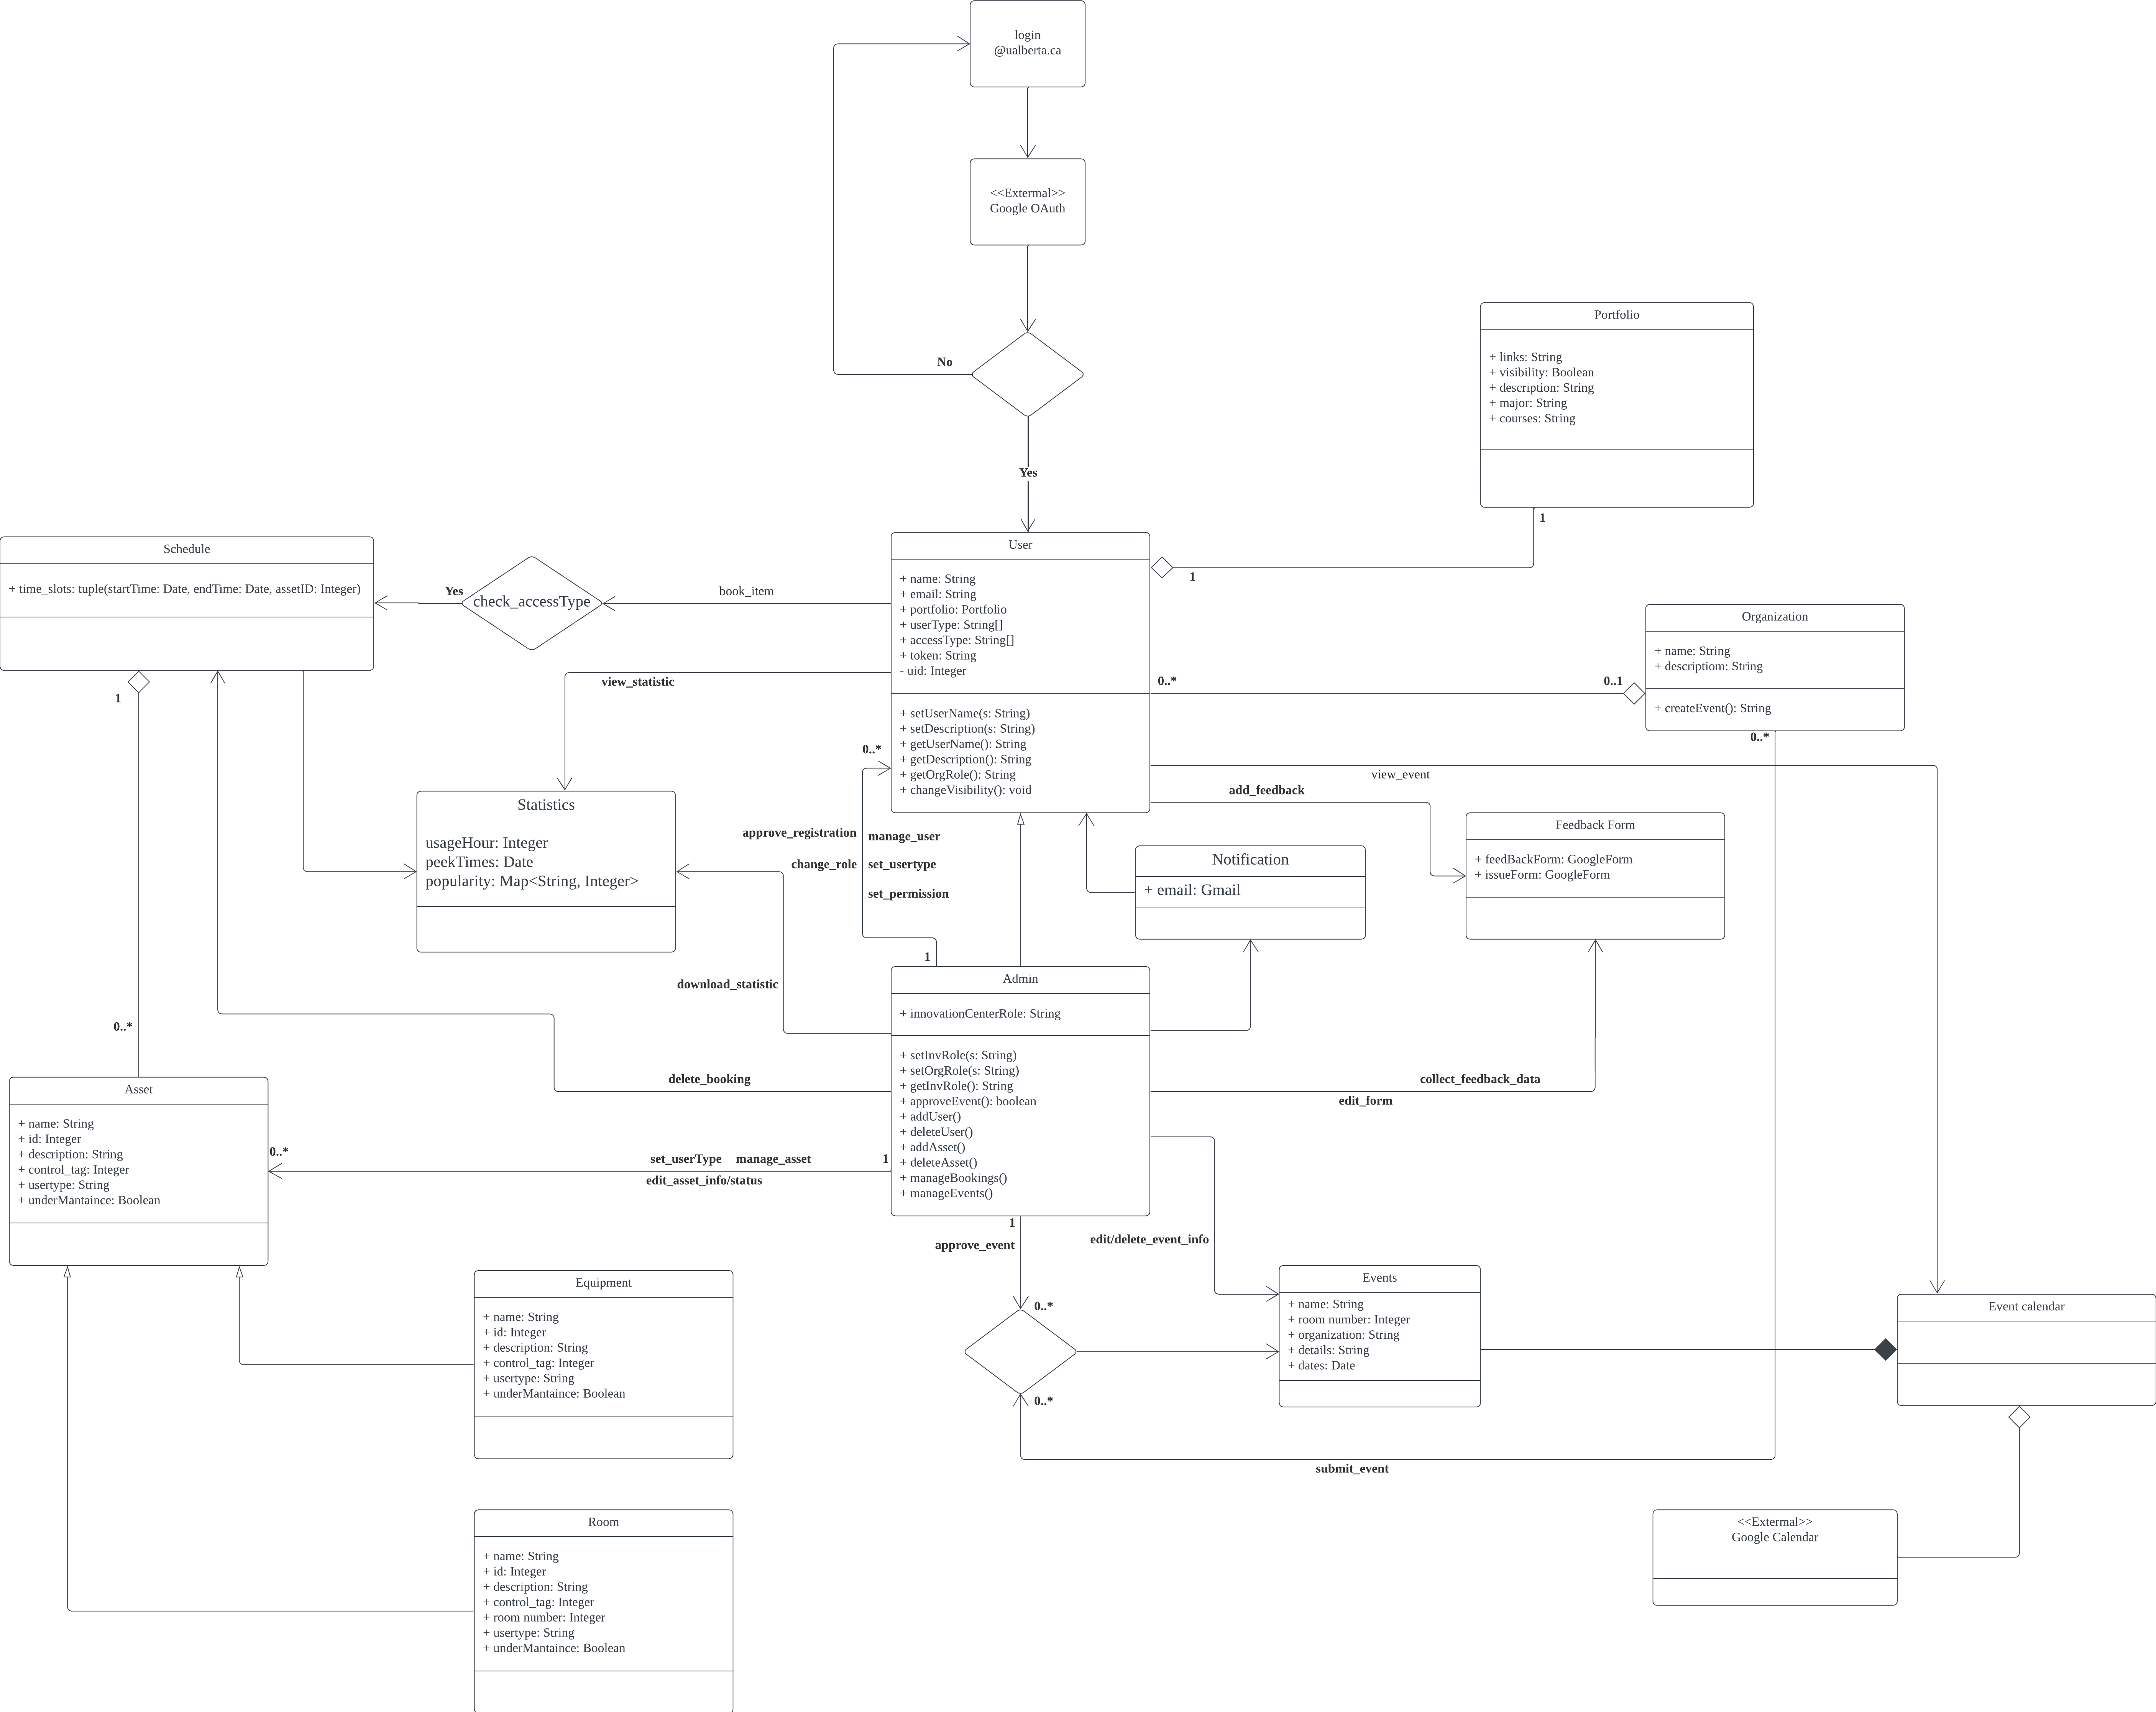 login
@ualberta.ca
<<Extermal>>
Google OAuth
No
Yes
Portfolio
+ links: String
+ visibility: Boolean
+ description: String
+ major: String
+ courses: String
1
1
Schedule
+ time_slots: tuple(startTime: Date, endTime: Date, assetID: Integer)
Yes
check_accessType
book_item
User
+ name: String
+ email: String
+ portfolio: Portfolio
+ userType: String[]
+ accessType: String[]
+ token: String
- uid: Integer
+ setUserName(s: String)
+ setDescription(s: String)
+ getUserName(): String
+ getDescription(): String
+ getOrgRole(): String
+ changeVisibility(): void
Organization
+ name: String
+ descriptiom: String
+ createEvent(): String
0..*
0..1
0..*
view_statistic
1
0..*
view_event
add_feedback
Statistics
usageHour: Integer
peekTimes: Date
popularity: Map<String, Integer>
approve_registration
manage_user
change_role
set_usertype
set_permission
1
Notification
+ email: Gmail
Feedback Form
+ feedBackForm: GoogleForm
+ issueForm: GoogleForm
download_statistic
Admin
+ innovationCenterRole: String
+ setInvRole(s: String)
+ setOrgRole(s: String)
+ getInvRole(): String
+ approveEvent(): boolean
+ addUser()
+ deleteUser()
+ addAsset()
+ deleteAsset()
+ manageBookings()
+ manageEvents()
0..*
delete_booking
collect_feedback_data
edit_form
Asset
+ name: String
+ id: Integer
+ description: String
+ control_tag: Integer
+ usertype: String
+ underMantaince: Boolean
0..*
set_userType manage_asset
1
edit_asset_info/status
1
approve_event
edit/delete_event_info
0..*
0..*
Equipment
+ name: String
+ id: Integer
+ description: String
+ control_tag: Integer
+ usertype: String
+ underMantaince: Boolean
Events
+ name: String
+ room number: Integer
+ organization: String
+ details: String
+ dates: Date
Event calendar
submit_event
Room
+ name: String
+ id: Integer
+ description: String
+ control_tag: Integer
+ room number: Integer
+ usertype: String
+ underMantaince: Boolean
<<Extermal>>
Google Calendar